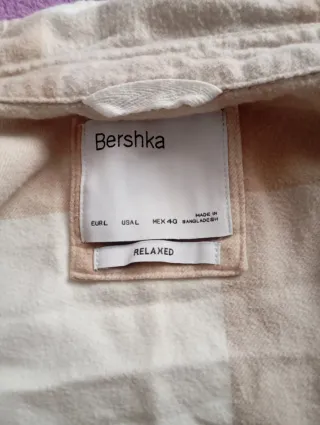 Bershka
EUR L USA L MEX 40 MADE IN
BANGLADESH
RELAXED